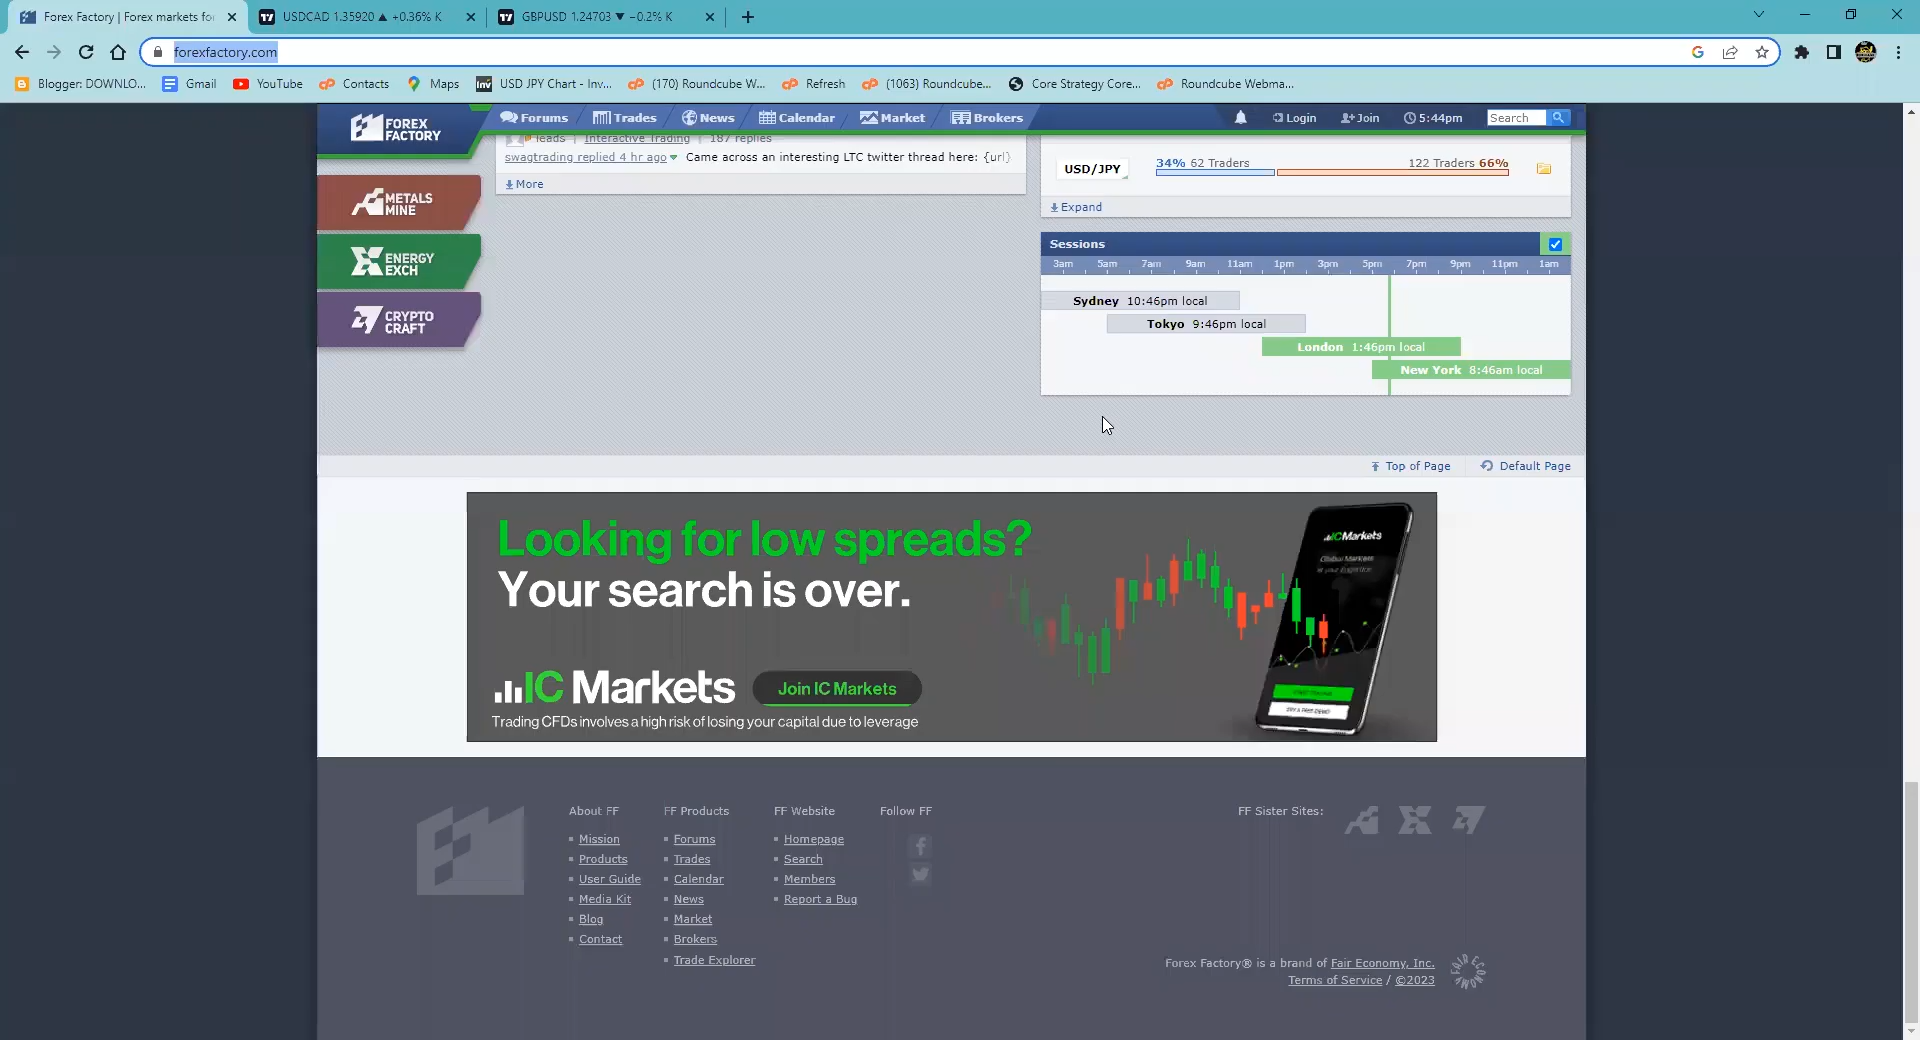 Forex Factory | Forex markets fo
USDCAD 1.35920 ▲ +0.36% K
GBPUSD 1.24703 ▼ −0.2% K
forexfactory.com
Blogger: DOWNLO...
Gmail
YouTube
Contacts
Maps
USD JPY Chart - Inv...
(170) Roundcube W...
Refresh
(1063) Roundcube...
Core Strategy Core...
Roundcube Webma...
FOREX
FACTORY
Forums
Trades
News
Calendar
Market
Brokers
Login
Join
5:44pm
Search
leads | Interactive Trading | 187 replies
swagtrading replied 4 hr ago Came across an interesting LTC twitter thread here: {url}
More
METALS
MINE
ENERGY
EXCH
CRYPTO
CRAFT
USD/JPY
34% 62 Traders
122 Traders 66%
Expand
Sessions
3am 5am 7am 9am 11am 1pm 3pm 5pm 7pm 9pm 11pm 1am
Sydney 10:46pm local
Tokyo 9:46pm local
London 1:46pm local
New York 8:46am local
Top of Page
Default Page
Looking for low spreads?
Your search is over.
IC Markets
Join IC Markets
Trading CFDs involves a high risk of losing your capital due to leverage
IC Markets
Global Markets
at your fingertips
About FF
Mission
Products
User Guide
Media Kit
Blog
Contact
FF Products
Forums
Trades
Calendar
News
Market
Brokers
Trade Explorer
FF Website
Homepage
Search
Members
Report a Bug
Follow FF
FF Sister Sites:
Forex Factory® is a brand of Fair Economy, Inc.
Terms of Service / ©2023
FAIR ECONOMY